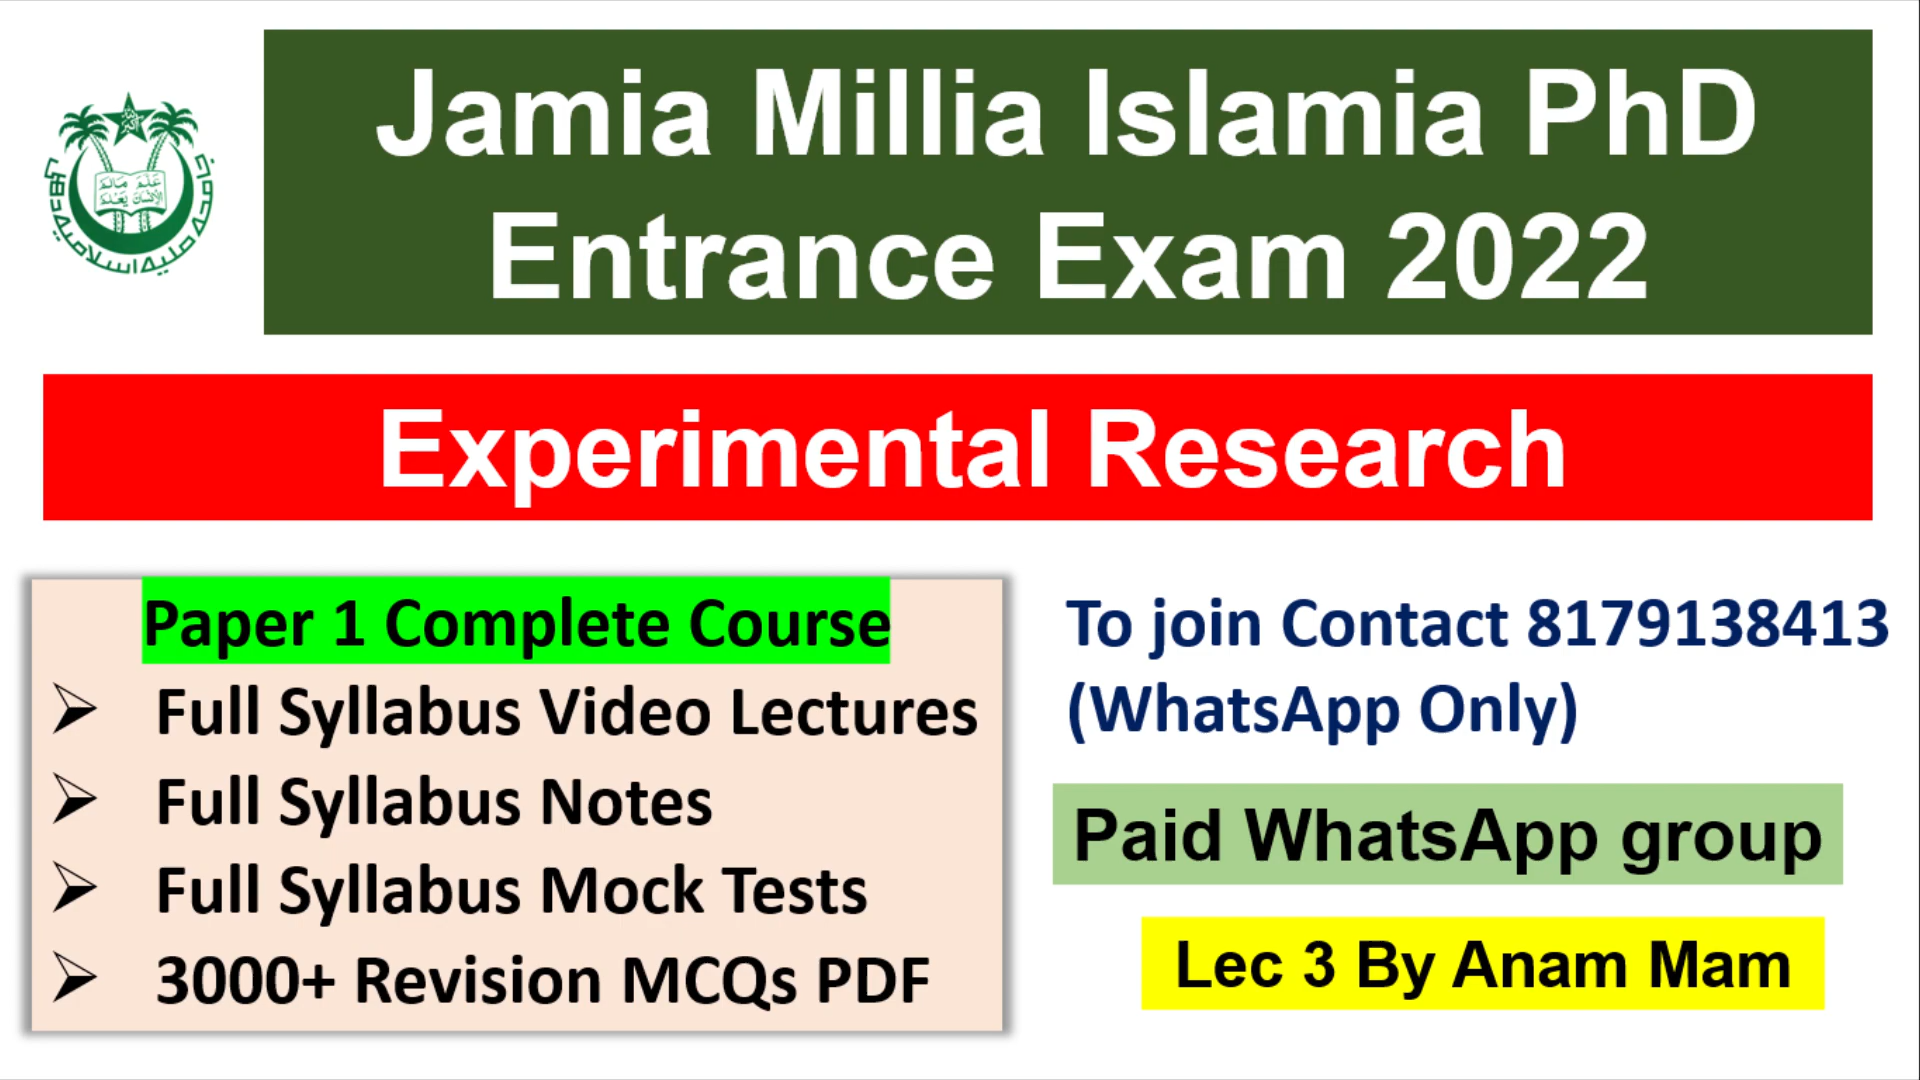 Jamia Millia Islamia PhD
Entrance Exam 2022
Experimental Research
Paper 1 Complete Course
Full Syllabus Video Lectures
Full Syllabus Notes
Full Syllabus Mock Tests
3000+ Revision MCQs PDF
To join Contact 8179138413
(WhatsApp Only)
Paid WhatsApp group
Lec 3 By Anam Mam